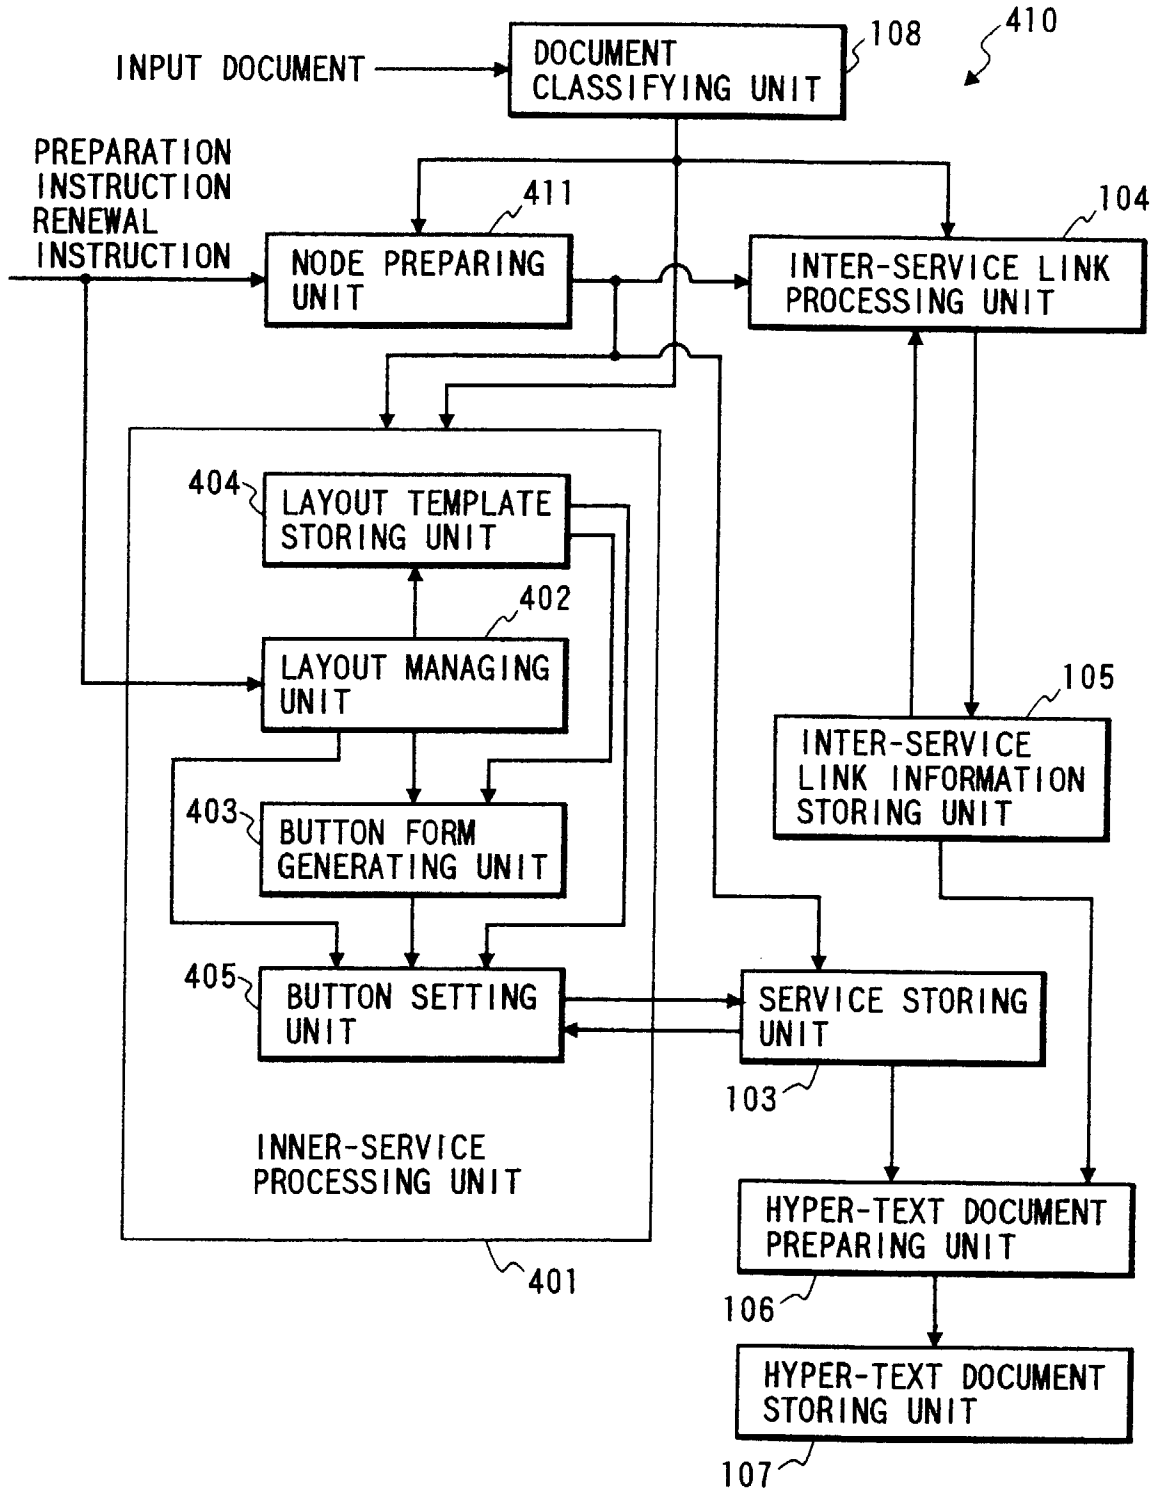 410
108
INPUT DOCUMENT
DOCUMENT
CLASSIFYING UNIT
PREPARATION
INSTRUCTION
RENEWAL
INSTRUCTION
411
NODE PREPARING
UNIT
104
INTER-SERVICE LINK
PROCESSING UNIT
404
LAYOUT TEMPLATE
STORING UNIT
402
LAYOUT MANAGING
UNIT
105
INTER-SERVICE
LINK INFORMATION
STORING UNIT
403
BUTTON FORM
GENERATING UNIT
405
BUTTON SETTING
UNIT
SERVICE STORING
UNIT
103
INNER-SERVICE
PROCESSING UNIT
401
HYPER-TEXT DOCUMENT
PREPARING UNIT
106
HYPER-TEXT DOCUMENT
STORING UNIT
107